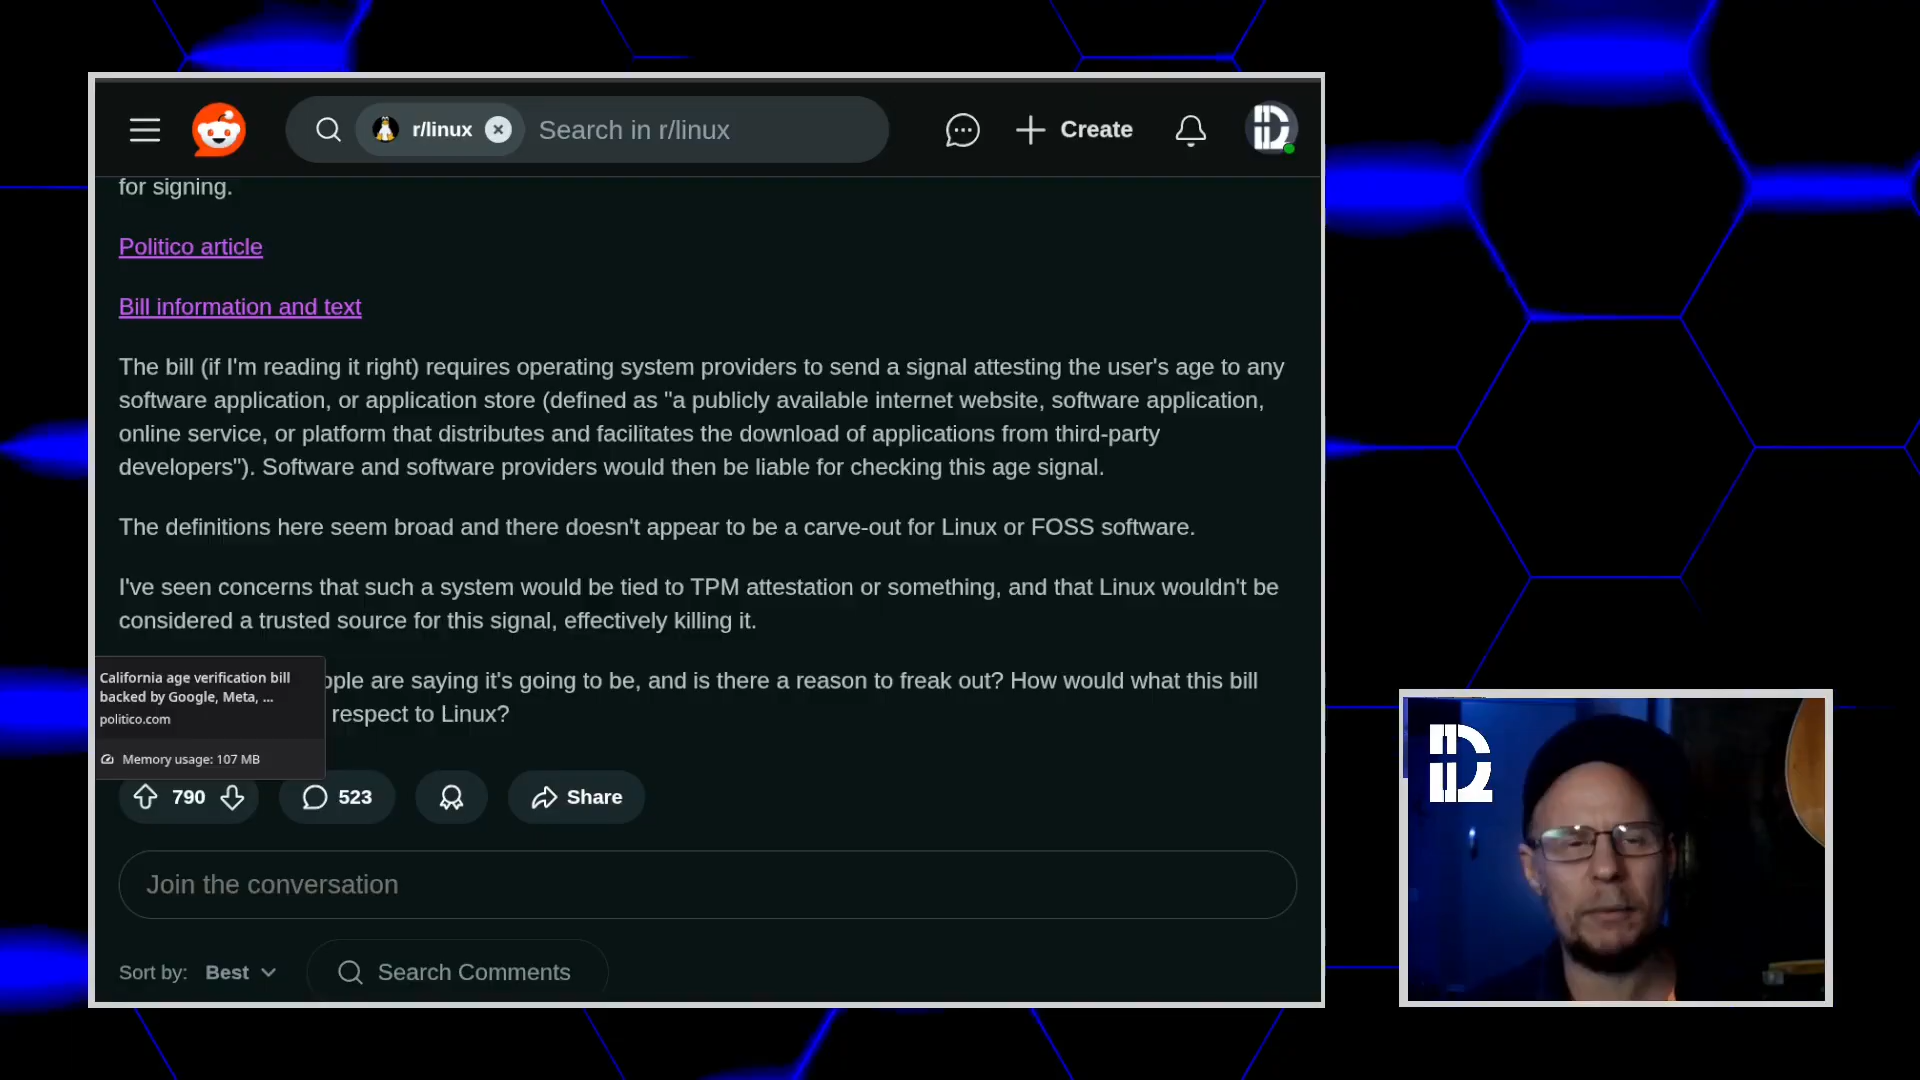 r/linux
Search in r/linux
Create
for signing.
Politico article
Bill information and text
The bill (if I'm reading it right) requires operating system providers to send a signal attesting the user's age to any
software application, or application store (defined as "a publicly available internet website, software application,
online service, or platform that distributes and facilitates the download of applications from third-party
developers"). Software and software providers would then be liable for checking this age signal.
The definitions here seem broad and there doesn't appear to be a carve-out for Linux or FOSS software.
I've seen concerns that such a system would be tied to TPM attestation or something, and that Linux wouldn't be
considered a trusted source for this signal, effectively killing it.
ople are saying it's going to be, and is there a reason to freak out? How would what this bill
respect to Linux?
California age verification bill
backed by Google, Meta, ...
politico.com
Memory usage: 107 MB
790
523
Share
Join the conversation
Sort by: Best
Search Comments